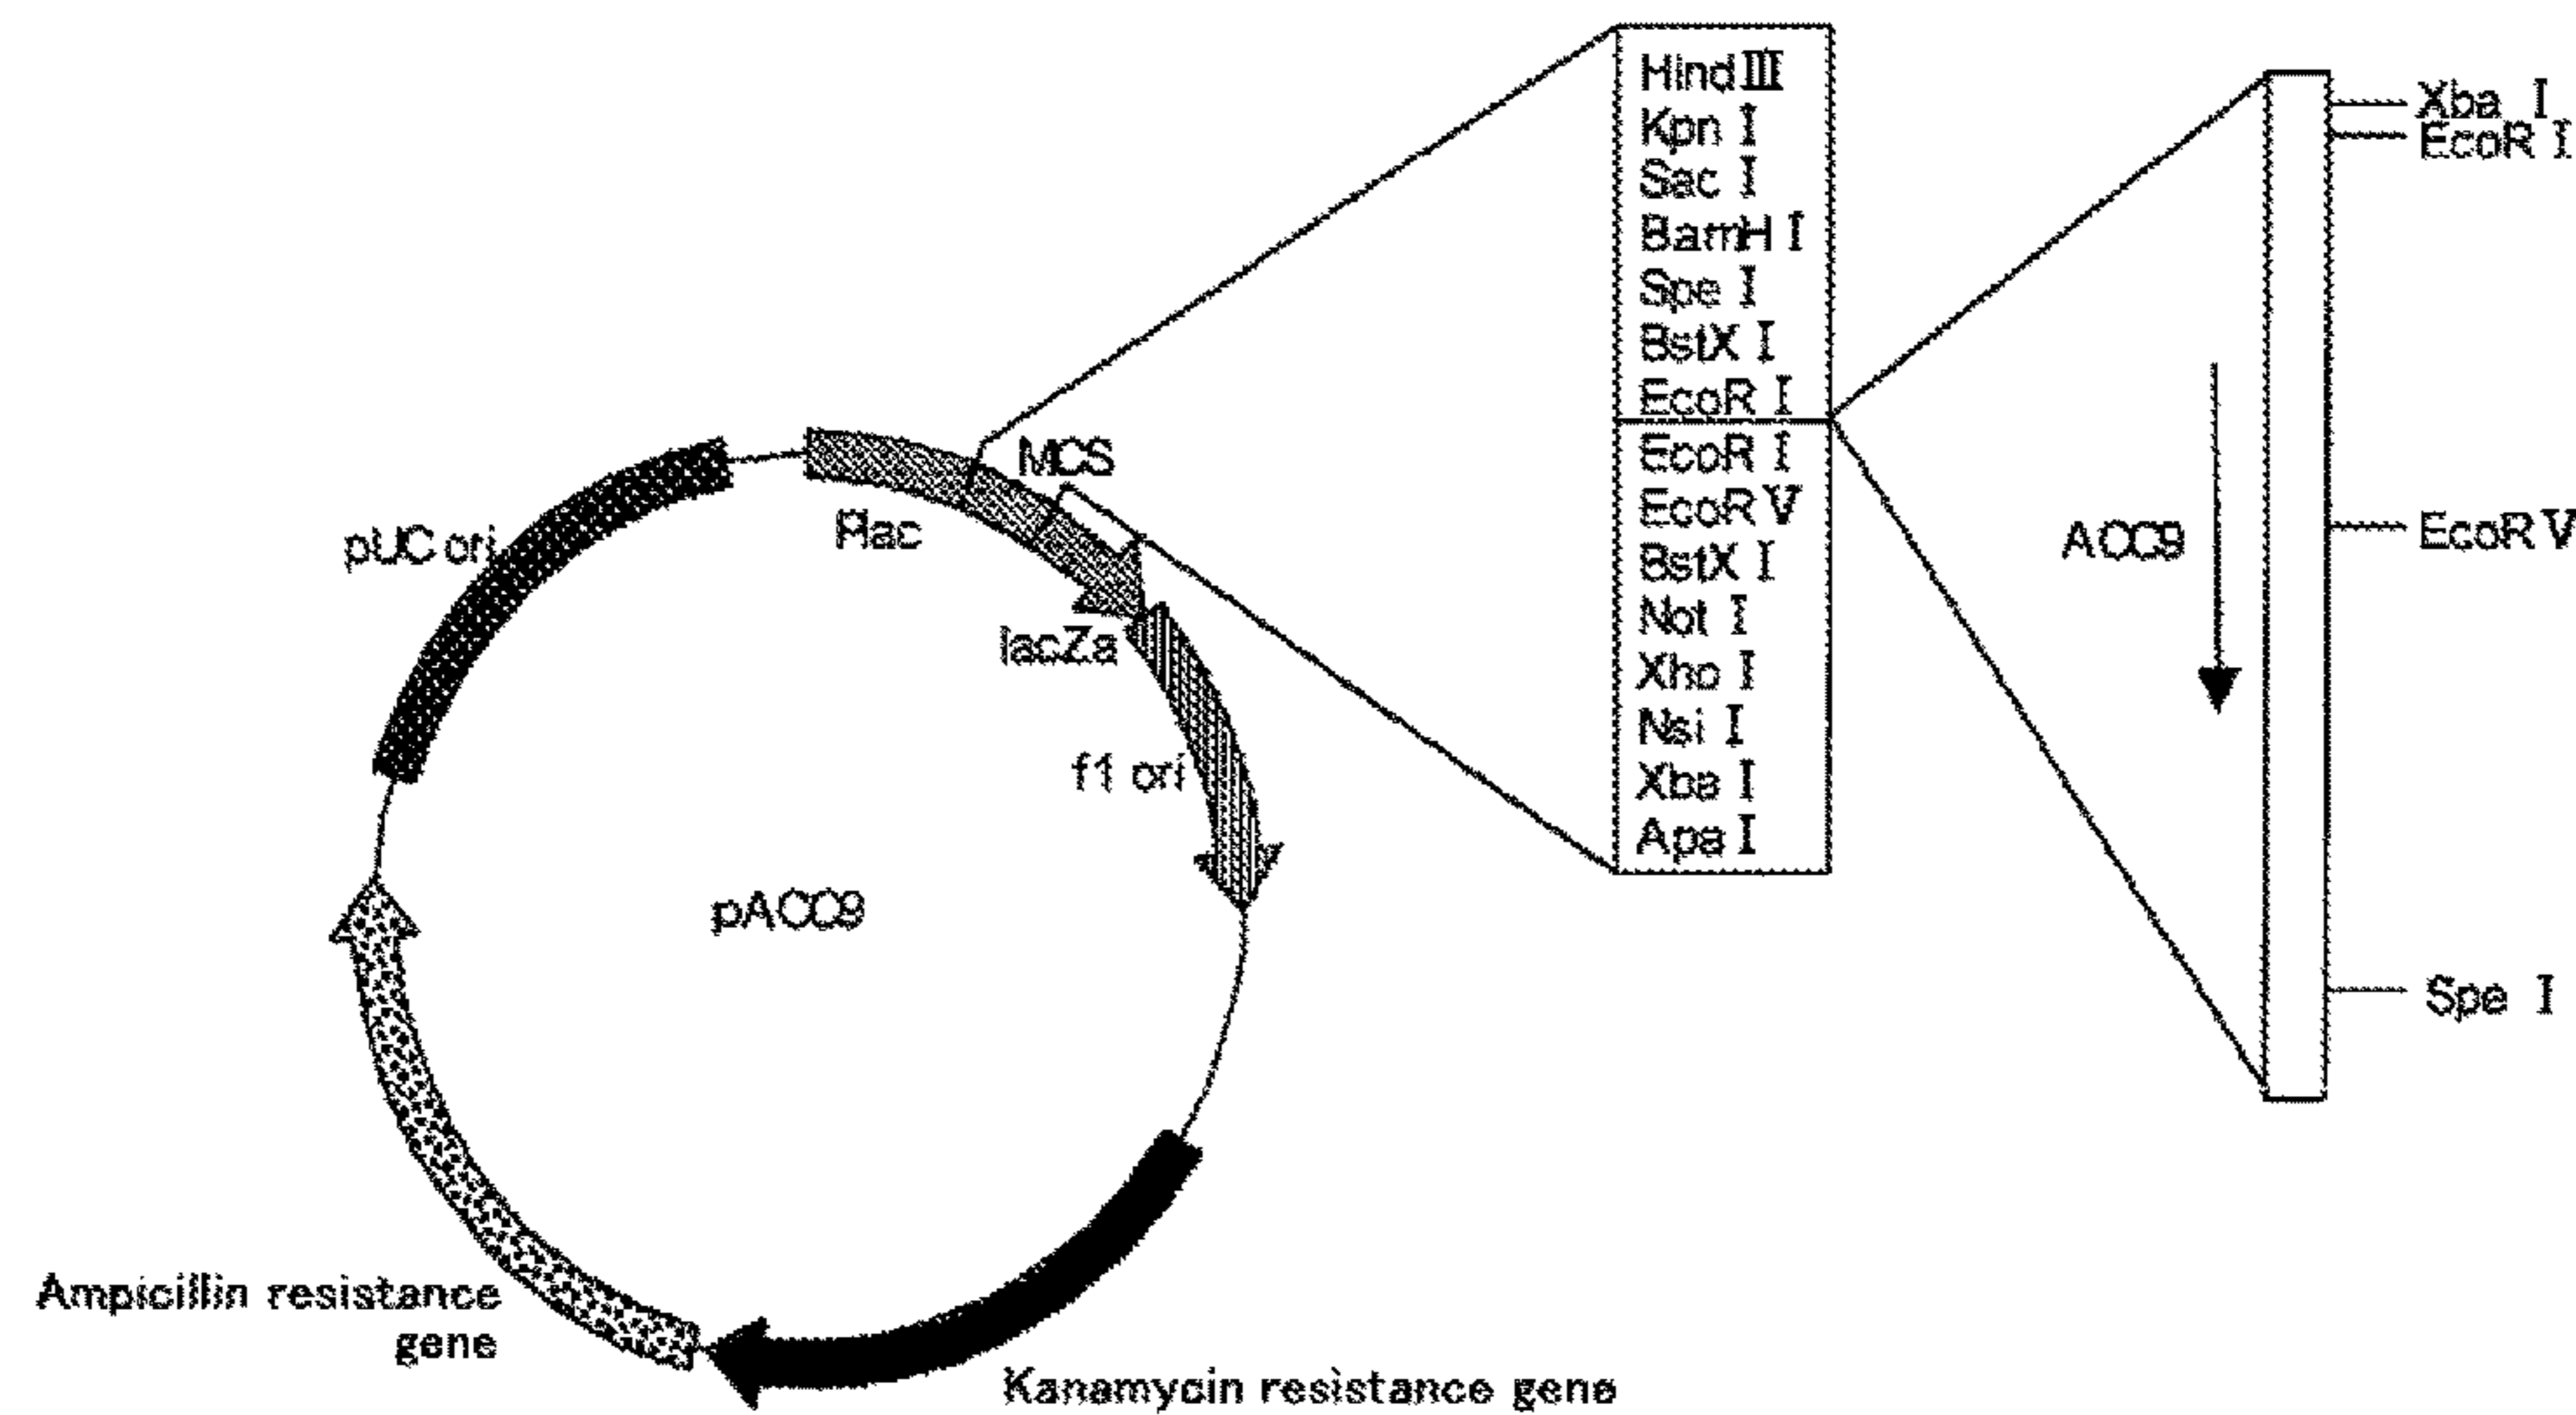 Hind III
Kpn I
Sac I
BamH I
Spe I
BstX I
EcoR I
EcoR I
EcoR V
BstX I
Not I
Xho I
Nsi I
Xba I
Apa I
Xba I
EcoR I
EcoR V
Spe I
ACC9
MCS
Plac
pUC ori
lacZa
f1 ori
pACC9
Ampicillin resistance
gene
Kanamycin resistance gene